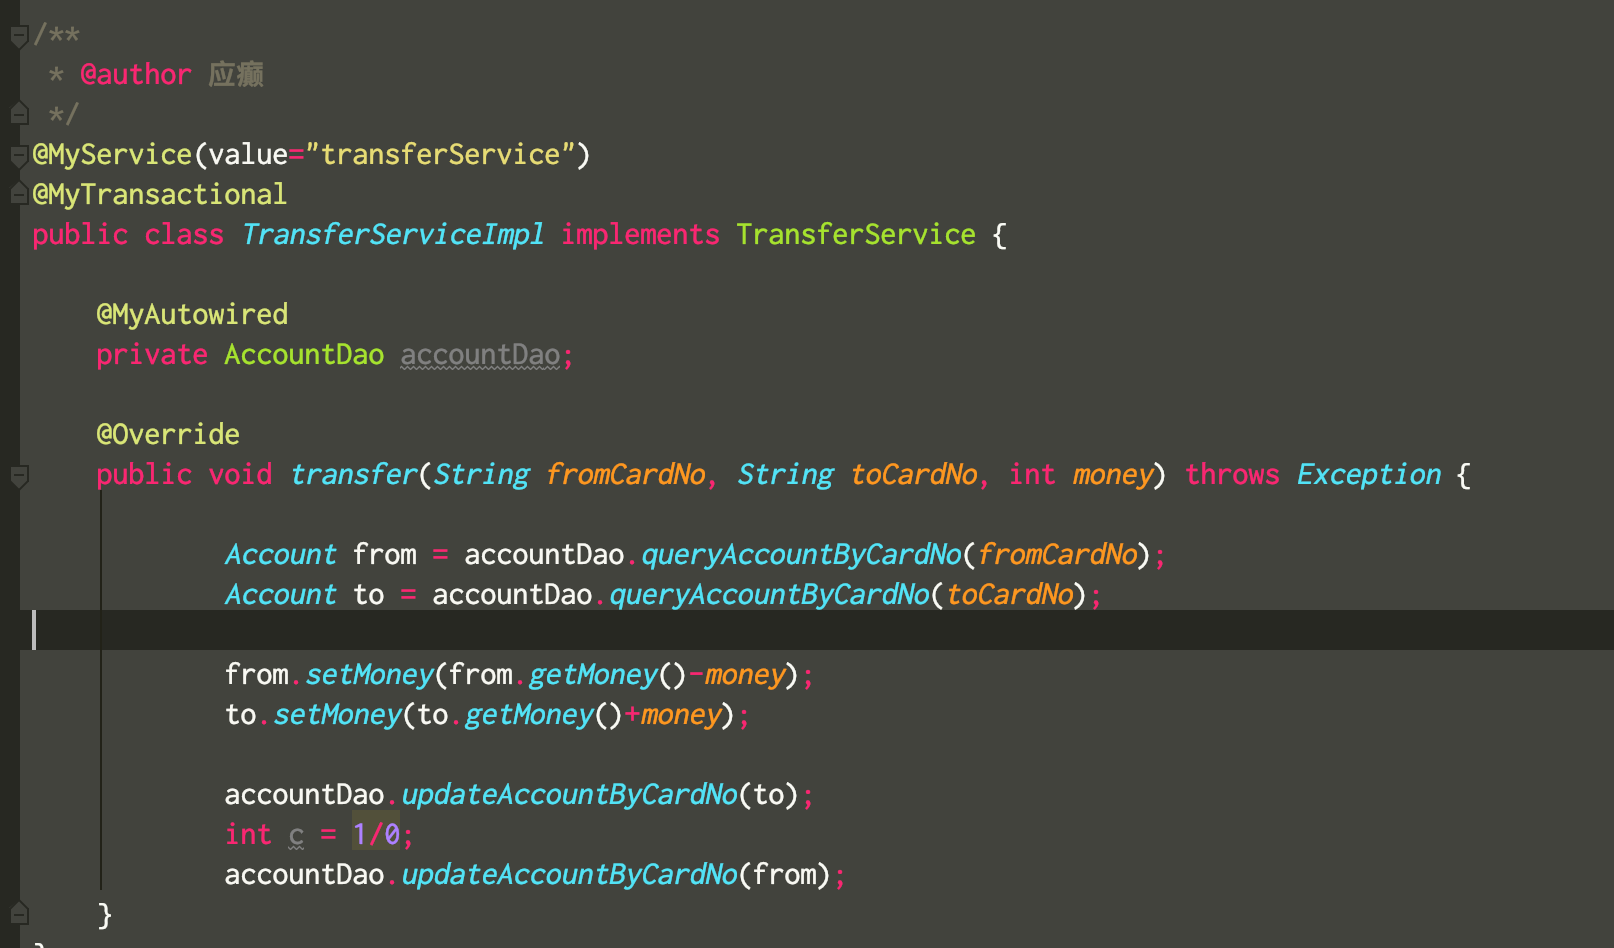 /**
 * @author 应癫
 */
@MyService(value="transferService")
@MyTransactional
public class TransferServiceImpl implements TransferService {
@MyAutowired
private AccountDao accountDao;
@Override
public void transfer(String fromCardNo, String toCardNo, int money) throws Exception {
Account from = accountDao.queryAccountByCardNo(fromCardNo);
Account to = accountDao.queryAccountByCardNo(toCardNo);
from.setMoney(from.getMoney()-money);
to.setMoney(to.getMoney()+money);
accountDao.updateAccountByCardNo(to);
int c = 1/0;
accountDao.updateAccountByCardNo(from);
}